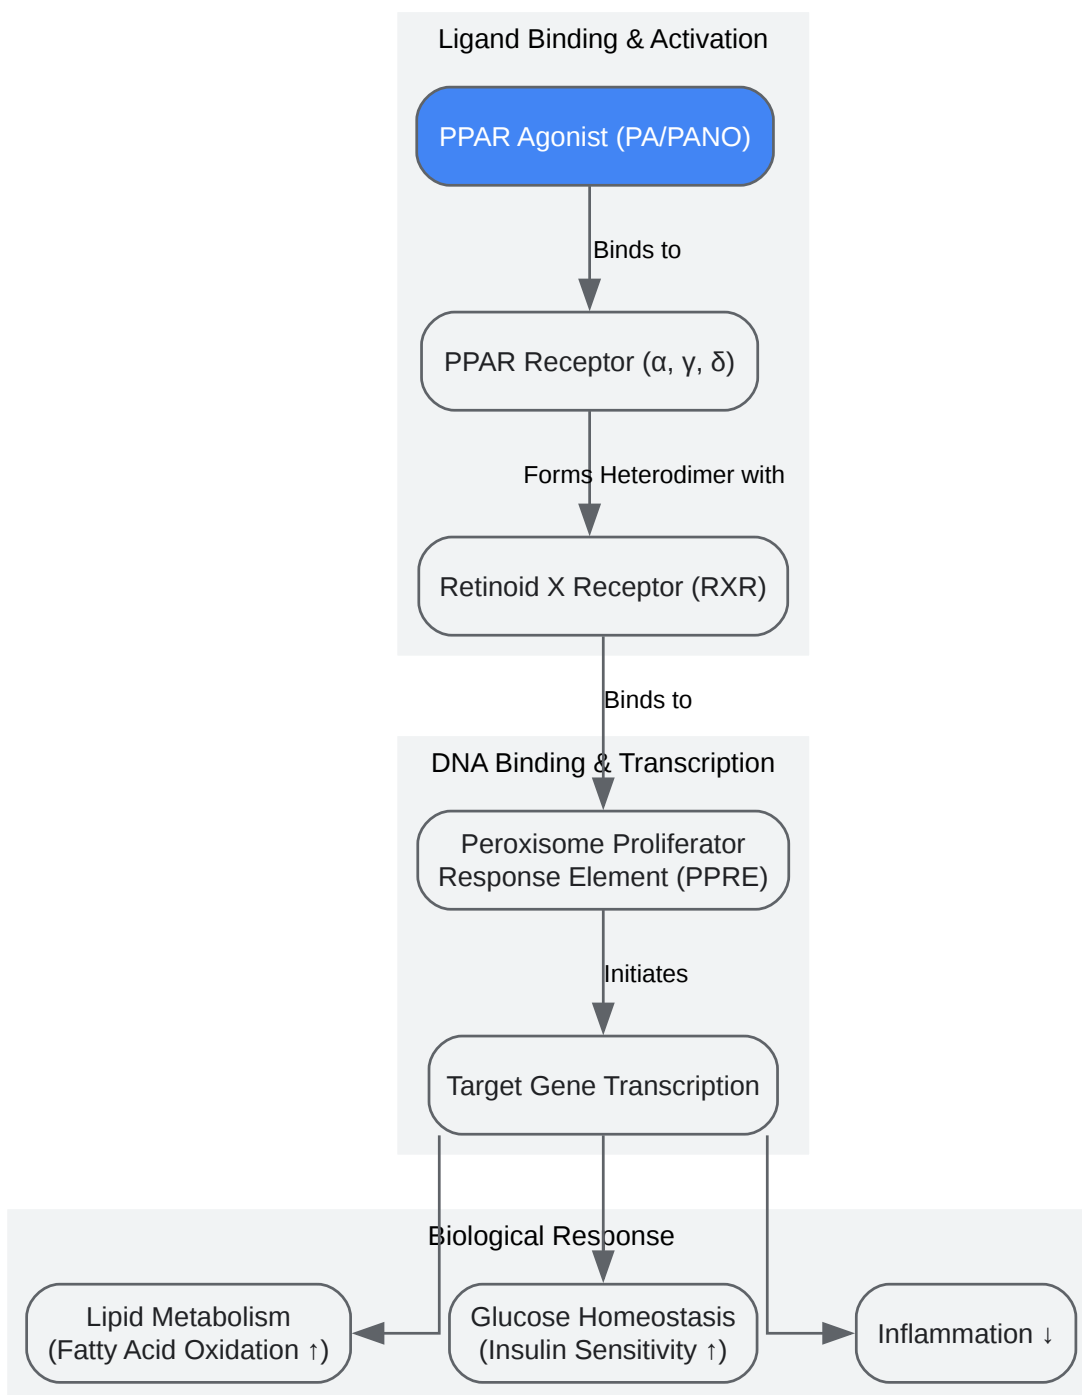 Ligand Binding & Activation
PPAR Agonist (PA/PANO)
Binds to
PPAR Receptor (α, γ, δ)
Forms Heterodimer with
Retinoid X Receptor (RXR)
Binds to
DNA Binding & Transcription
Peroxisome Proliferator
Response Element (PPRE)
Initiates
Target Gene Transcription
Biological Response
Lipid Metabolism
(Fatty Acid Oxidation ↑)
Glucose Homeostasis
(Insulin Sensitivity ↑)
Inflammation ↓